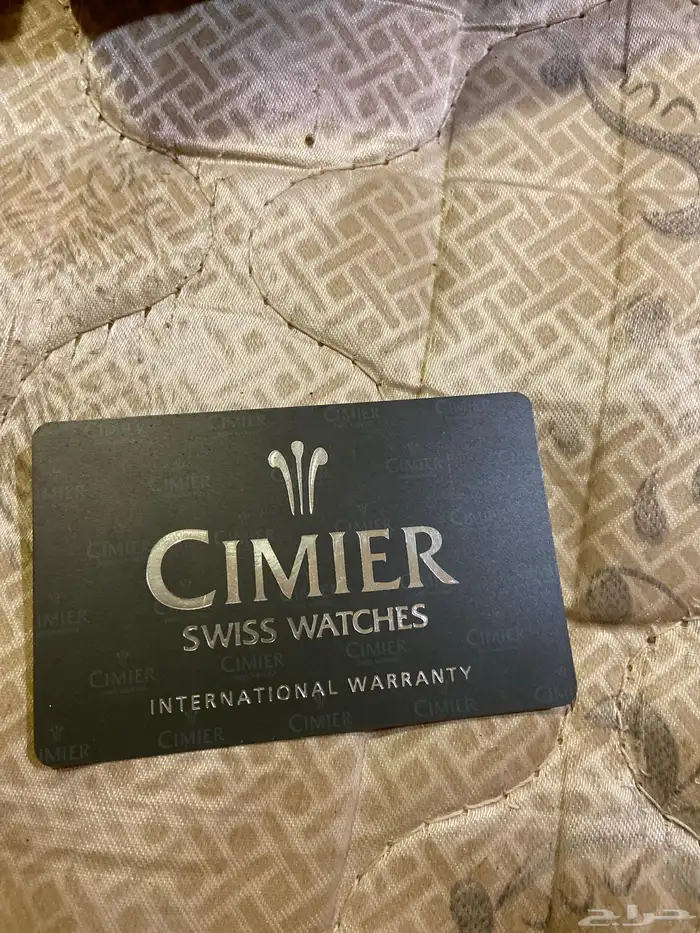 CIMIER
SWISS WATCHES
INTERNATIONAL WARRANTY
حراج